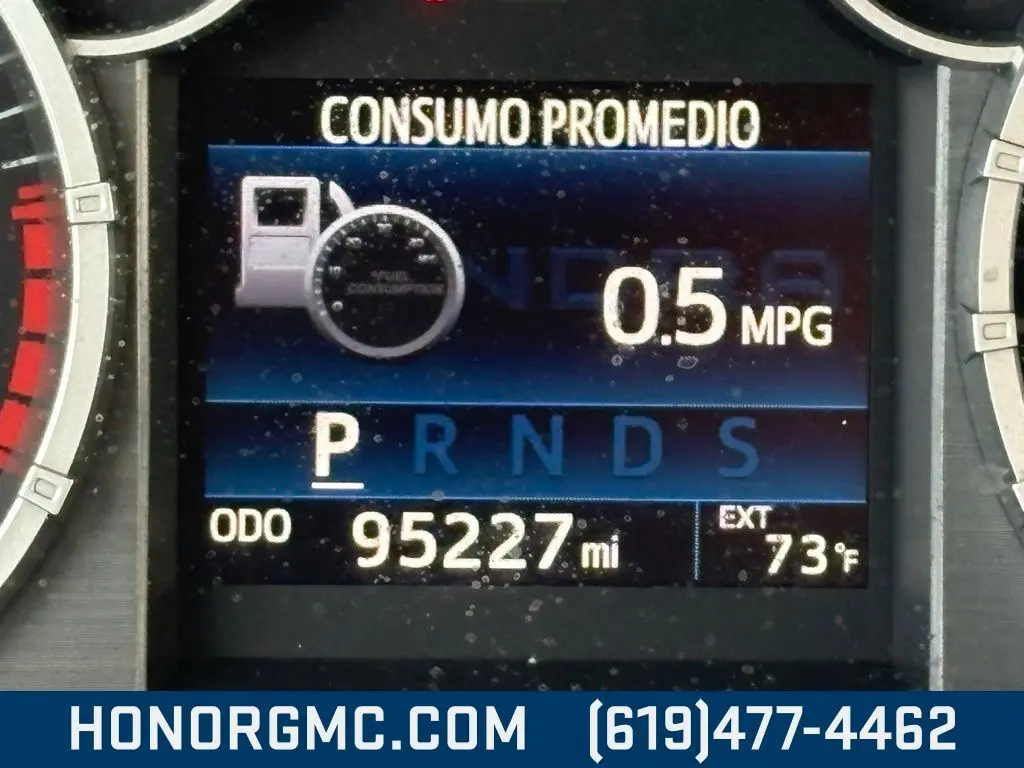 CONSUMO PROMEDIO
FUEL
CONSUMPTION
0.5 MPG
P R N D S
ODO 95227 mi
EXT
73°F
HONORGMC.COM (619)477-4462